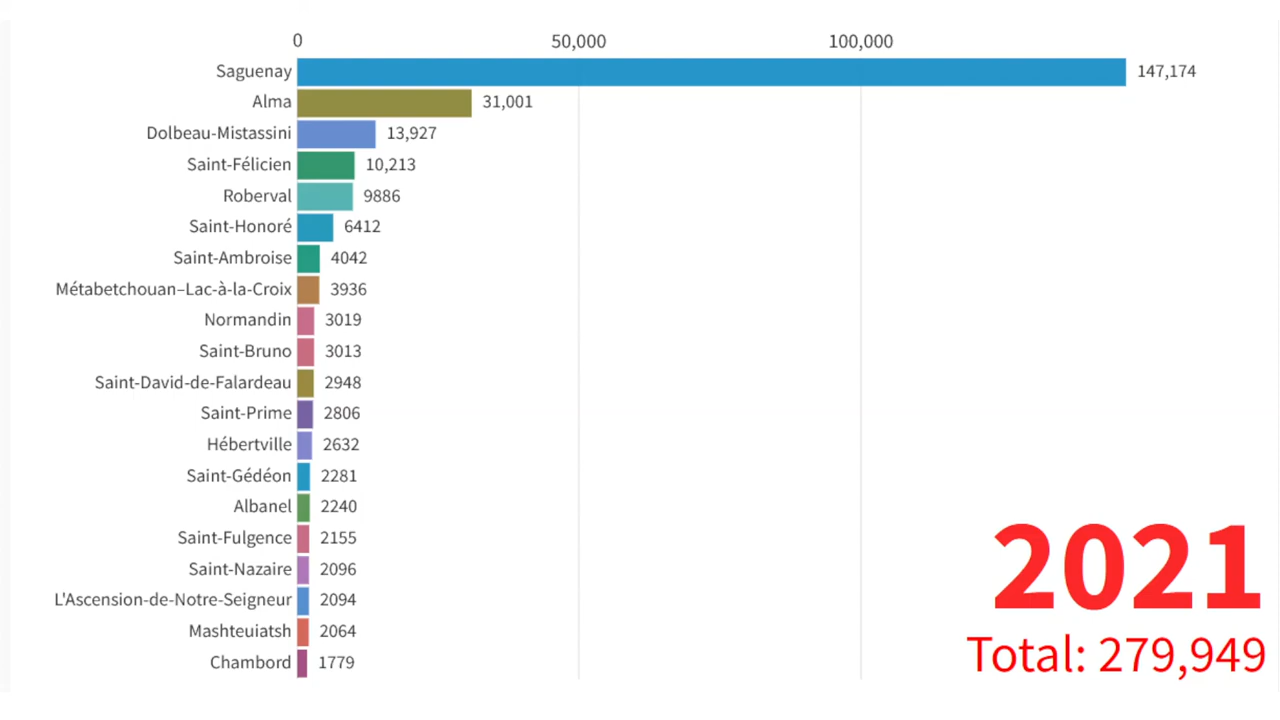 0 50,000 100,000
Saguenay 147,174
Alma 31,001
Dolbeau-Mistassini 13,927
Saint-Félicien 10,213
Roberval 9886
Saint-Honoré 6412
Saint-Ambroise 4042
Métabetchouan–Lac-à-la-Croix 3936
Normandin 3019
Saint-Bruno 3013
Saint-David-de-Falardeau 2948
Saint-Prime 2806
Hébertville 2632
Saint-Gédéon 2281
Albanel 2240
Saint-Fulgence 2155
Saint-Nazaire 2096
L'Ascension-de-Notre-Seigneur 2094
Mashteuiatsh 2064
Chambord 1779
2021
Total: 279,949